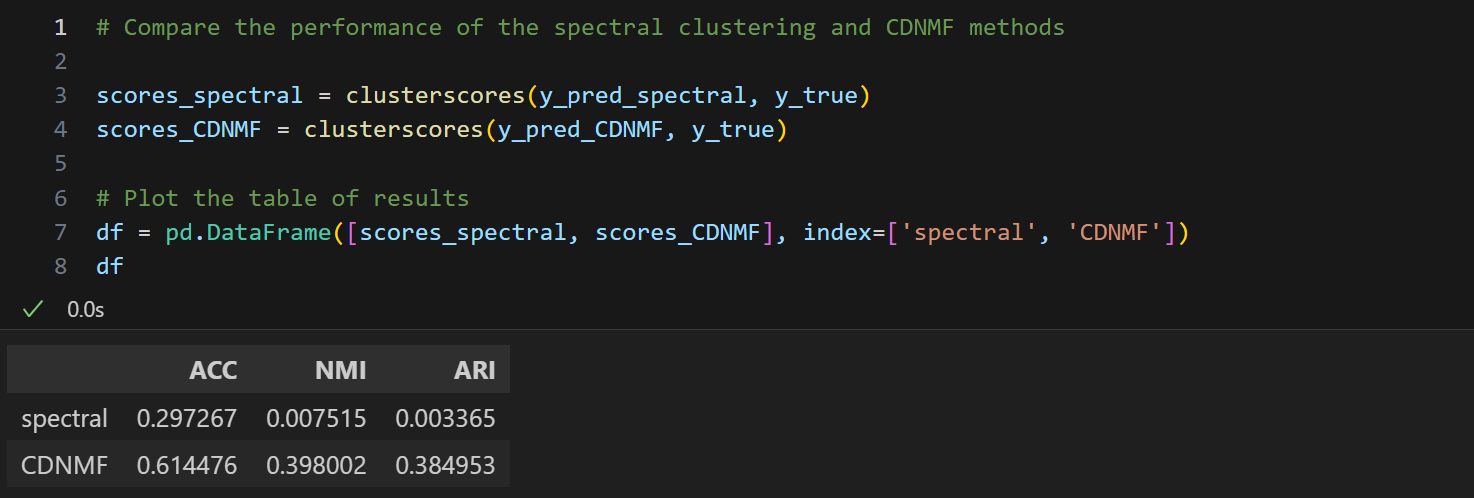 1 # Compare the performance of the spectral clustering and CDNMF methods
2
3 scores_spectral = clusterscores(y_pred_spectral, y_true)
4 scores_CDNMF = clusterscores(y_pred_CDNMF, y_true)
5
6 # Plot the table of results
7 df = pd.DataFrame([scores_spectral, scores_CDNMF], index=['spectral', 'CDNMF'])
8 df
0.0s
ACC NMI ARI
spectral 0.297267 0.007515 0.003365
CDNMF 0.614476 0.398002 0.384953